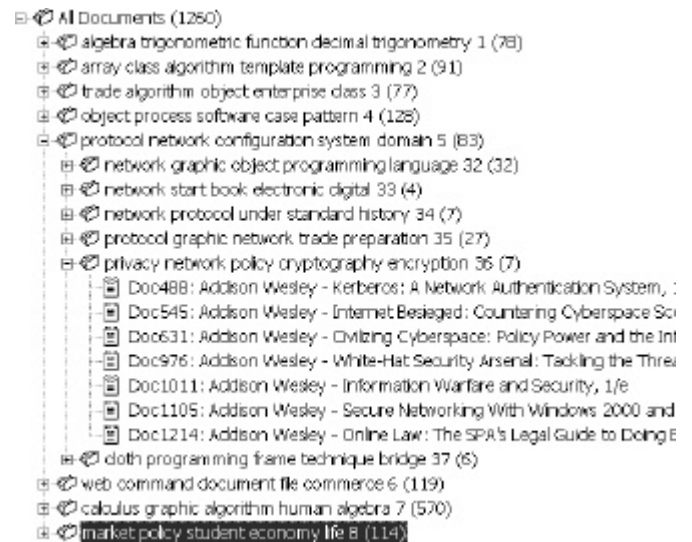 All Documents (1260)
algebra trigonometric function decimal trigonometry 1 (78)
array class algorithm template programming 2 (91)
trade algorithm object enterprise class 3 (77)
object process software case pattern 4 (128)
protocol network configuration system domain 5 (83)
network graphic object programming language 32 (32)
network start book electronic digital 33 (4)
network protocol under standard history 34 (7)
protocol graphic network trade preparation 35 (27)
privacy network policy cryptography encryption 36 (7)
Doc488: Addison Wesley - Kerberos: A Network Authentication System, 1
Doc545: Addison Wesley - Internet Besieged: Countering Cyberspace Sco
Doc631: Addison Wesley - Civilizing Cyberspace: Policy Power and the Int
Doc976: Addison Wesley - White-Hat Security Arsenal: Tackling the Threa
Doc1011: Addison Wesley - Information Warfare and Security, 1/e
Doc1105: Addison Wesley - Secure Networking With Windows 2000 and
Doc1214: Addison Wesley - Online Law: The SPA's Legal Guide to Doing B
cloth programming frame technique bridge 37 (6)
web command document file commerce 6 (119)
calculus graphic algorithm human algebra 7 (570)
market policy student economy life 8 (114)